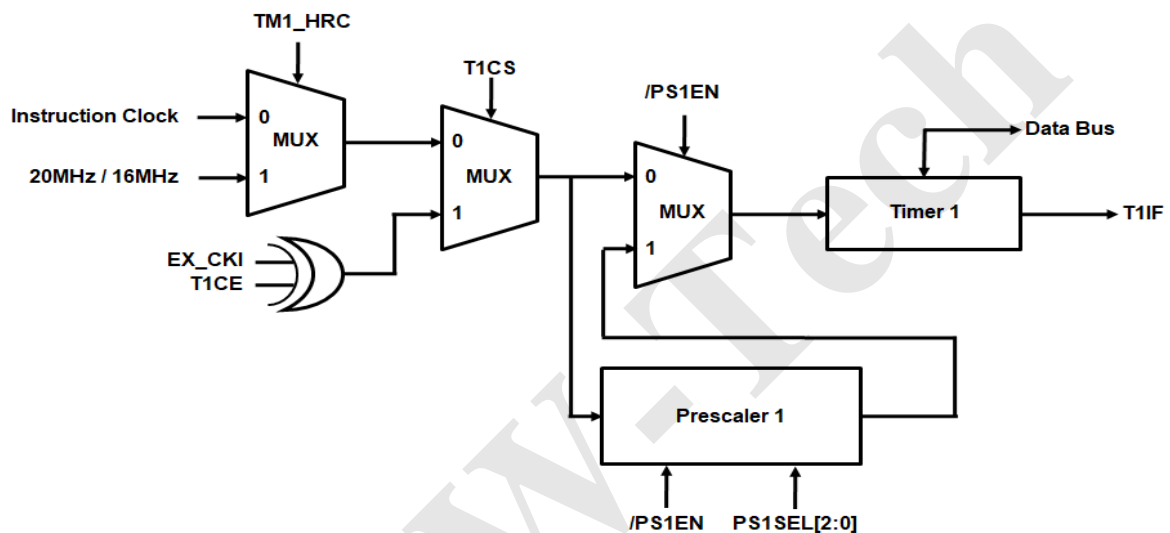 TM1_HRC
T1CS
/PS1EN
Instruction Clock
0
MUX
20MHz / 16MHz
1
0
MUX
1
EX_CKI
T1CE
0
MUX
1
Data Bus
Timer 1
T1IF
Prescaler 1
/PS1EN
PS1SEL[2:0]
w-Tech